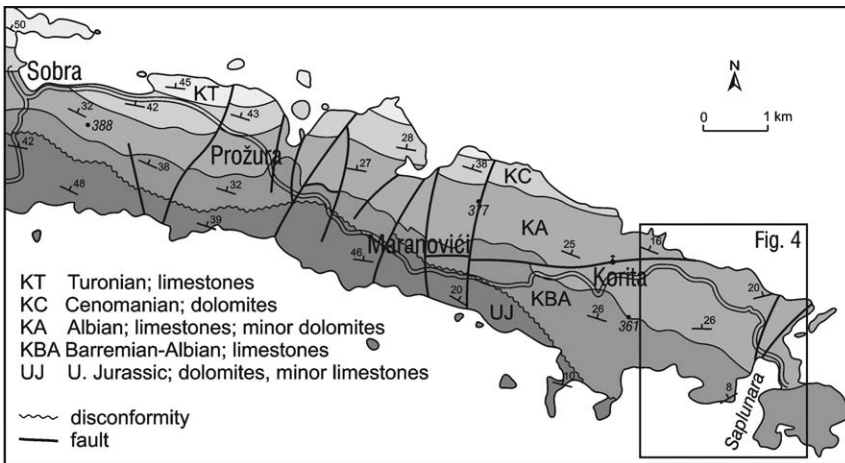 50
Sobra
45
KT
N
32
42
43
0 1 km
388
28
42
Prožura
38
27
38
KC
48
32
377
KA
39
Fig. 4
Maranovići
25
16
46
Korita
KT Turonian; limestones
20
KBA
20
KC Cenomanian; dolomites
UJ
26
361
26
KA Albian; limestones; minor dolomites
KBA Barremian-Albian; limestones
UJ U. Jurassic; dolomites, minor limestones
10
8
Saplunara
disconformity
fault